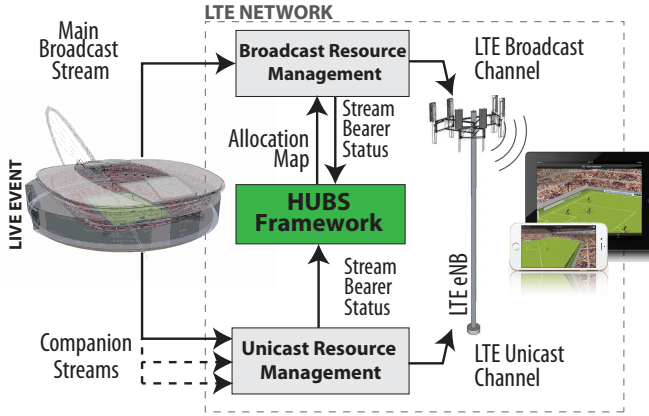 LTE NETWORK
Main
Broadcast
Stream
Broadcast Resource
Management
LTE Broadcast
Channel
Allocation
Map
Stream
Bearer
Status
LIVE EVENT
HUBS
Framework
Stream
Bearer
Status
LTE eNB
Companion
Streams
Unicast Resource
Management
LTE Unicast
Channel